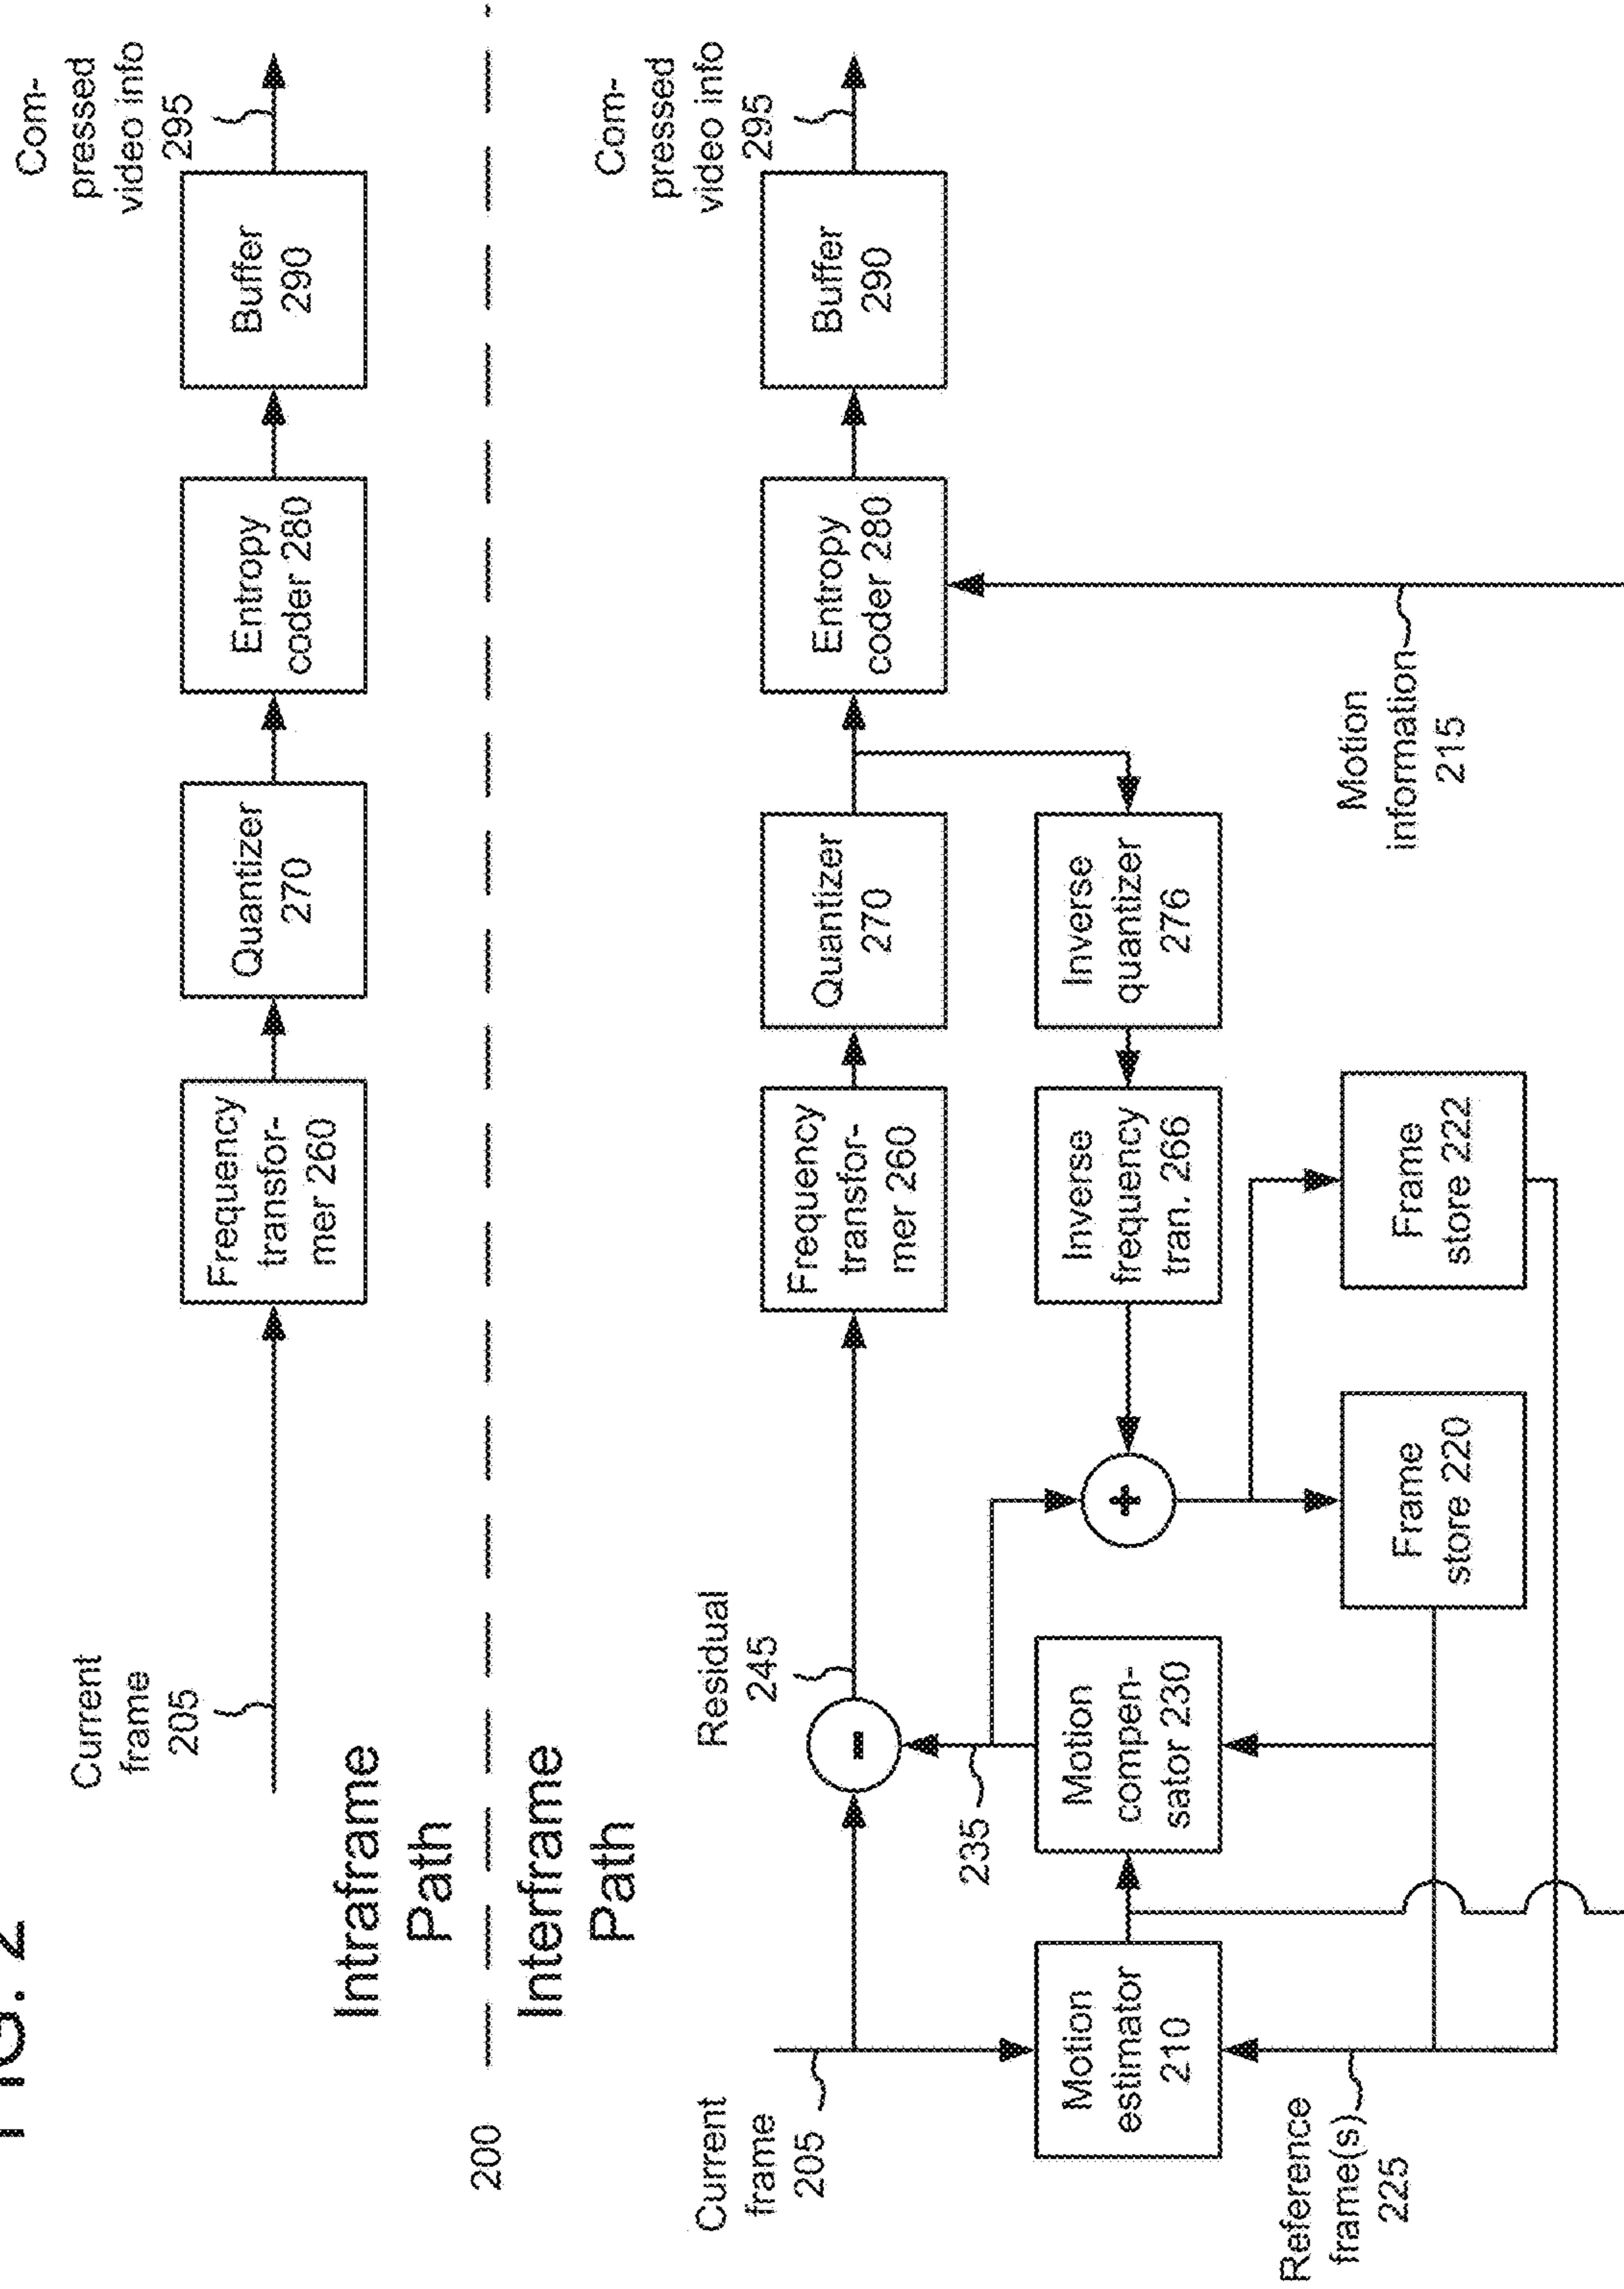 FIG. 2
Current
frame
205
Frequency
transfor-
mer 260
Quantizer
270
Entropy
coder 280
Buffer
290
Com-
pressed
video info
295
Intraframe
Path
200
Interframe
Path
Current
frame
205
Residual
245
-
Frequency
transfor-
mer 260
Quantizer
270
Entropy
coder 280
Buffer
290
Com-
pressed
video info
295
235
Motion
estimator
210
Motion
compen-
sator 230
+
Inverse
frequency
tran. 266
Inverse
quantizer
276
Reference
frame(s)
225
Frame
store 220
Frame
store 222
Motion
information
215